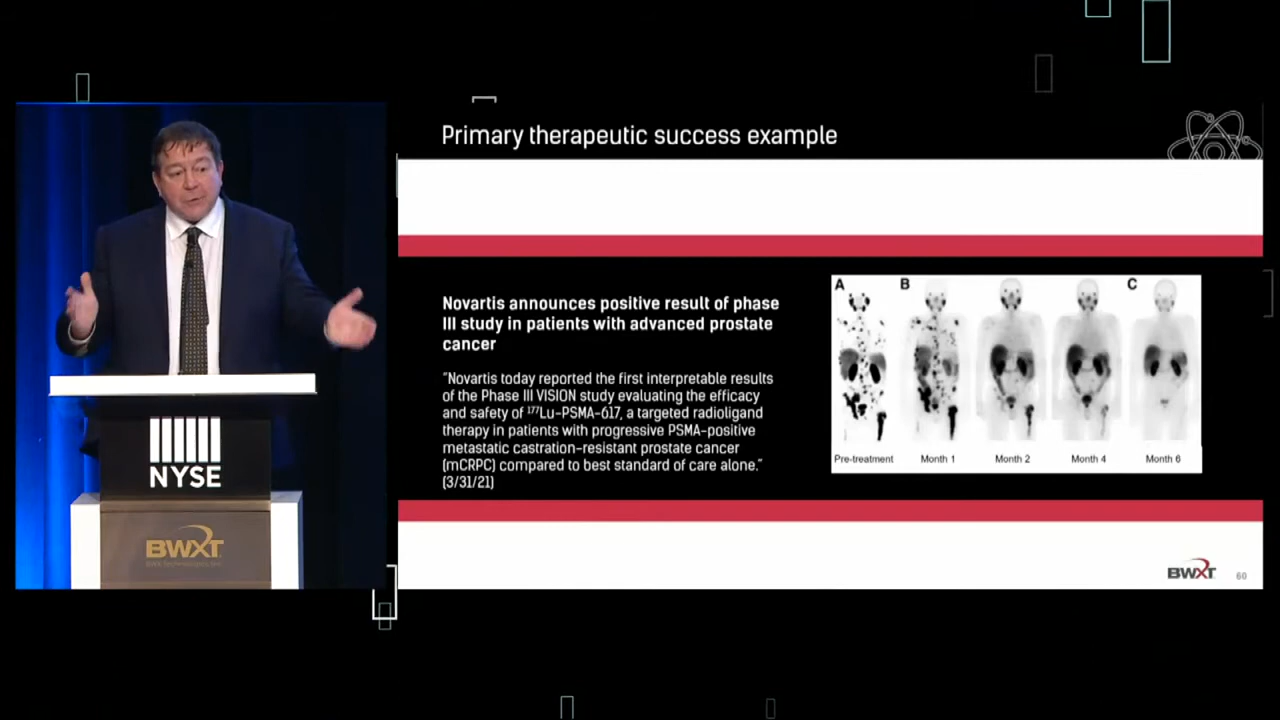 Primary therapeutic success example
Novartis announces positive result of phase
III study in patients with advanced prostate
cancer
"Novartis today reported the first interpretable results
of the Phase III VISION study evaluating the efficacy
and safety of ¹⁷⁷Lu-PSMA-617, a targeted radioligand
therapy in patients with progressive PSMA-positive
metastatic castration-resistant prostate cancer
(mCRPC) compared to best standard of care alone."
(3/31/21)
A B C
Pre-treatment Month 1 Month 2 Month 4 Month 6
NYSE
BWXT
BWXT 60